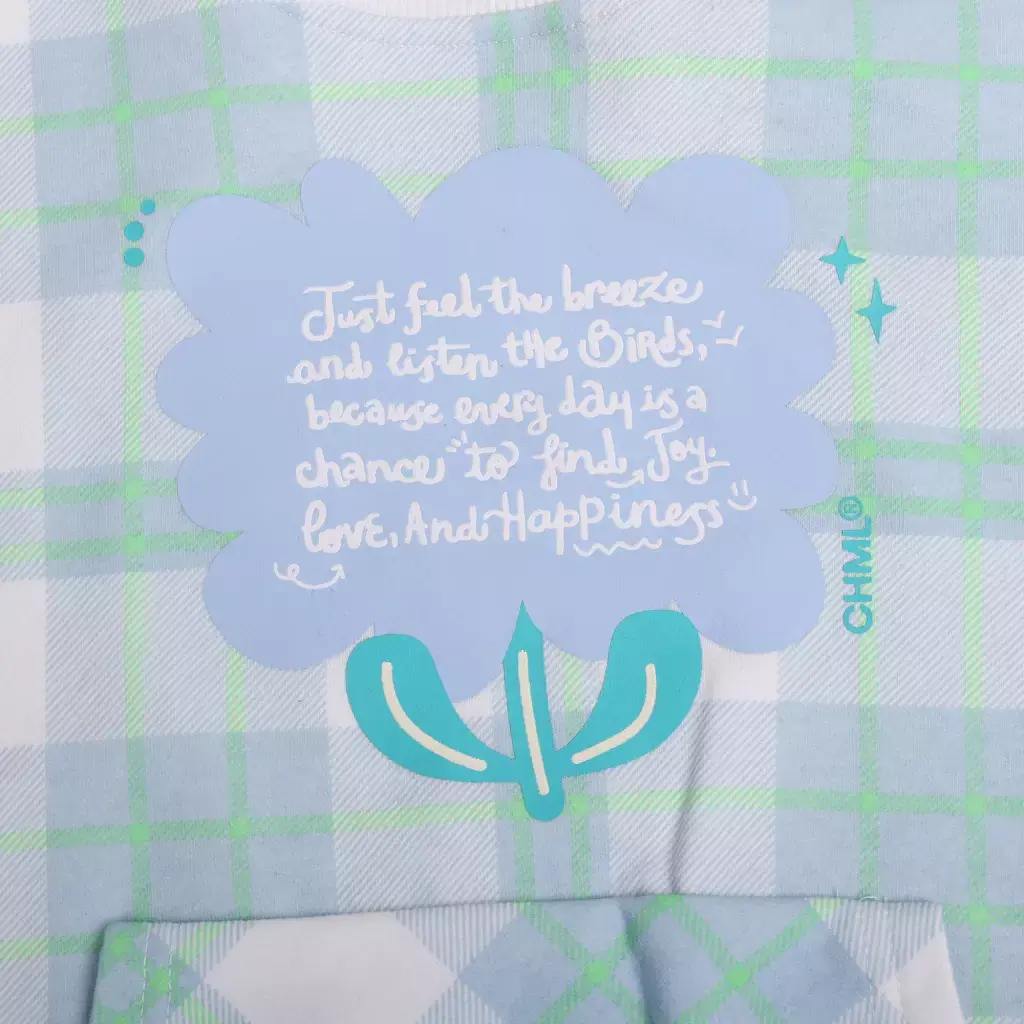 Just feel the breeze
and listen tHe BiRds,
because every day is a
chance to find, Joy.
lovE, And Happiness
CHML®